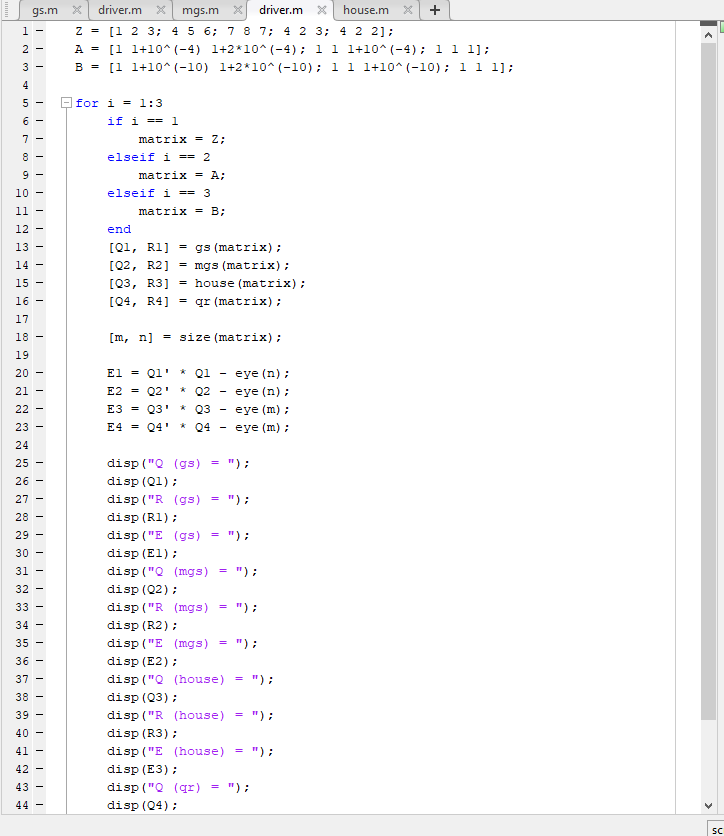 gs.m × driver.m × mgs.m × driver.m × house.m × +
1 – Z = [1 2 3; 4 5 6; 7 8 7; 4 2 3; 4 2 2];
2 – A = [1 1+10^(-4) 1+2*10^(-4); 1 1 1+10^(-4); 1 1 1];
3 – B = [1 1+10^(-10) 1+2*10^(-10); 1 1 1+10^(-10); 1 1 1];
4
5 – for i = 1:3
6 – if i == 1
7 – matrix = Z;
8 – elseif i == 2
9 – matrix = A;
10 – elseif i == 3
11 – matrix = B;
12 – end
13 – [Q1, R1] = gs(matrix);
14 – [Q2, R2] = mgs(matrix);
15 – [Q3, R3] = house(matrix);
16 – [Q4, R4] = qr(matrix);
17
18 – [m, n] = size(matrix);
19
20 – E1 = Q1' * Q1 - eye(n);
21 – E2 = Q2' * Q2 - eye(n);
22 – E3 = Q3' * Q3 - eye(m);
23 – E4 = Q4' * Q4 - eye(m);
24
25 – disp("Q (gs) = ");
26 – disp(Q1);
27 – disp("R (gs) = ");
28 – disp(R1);
29 – disp("E (gs) = ");
30 – disp(E1);
31 – disp("Q (mgs) = ");
32 – disp(Q2);
33 – disp("R (mgs) = ");
34 – disp(R2);
35 – disp("E (mgs) = ");
36 – disp(E2);
37 – disp("Q (house) = ");
38 – disp(Q3);
39 – disp("R (house) = ");
40 – disp(R3);
41 – disp("E (house) = ");
42 – disp(E3);
43 – disp("Q (qr) = ");
44 – disp(Q4);
sc